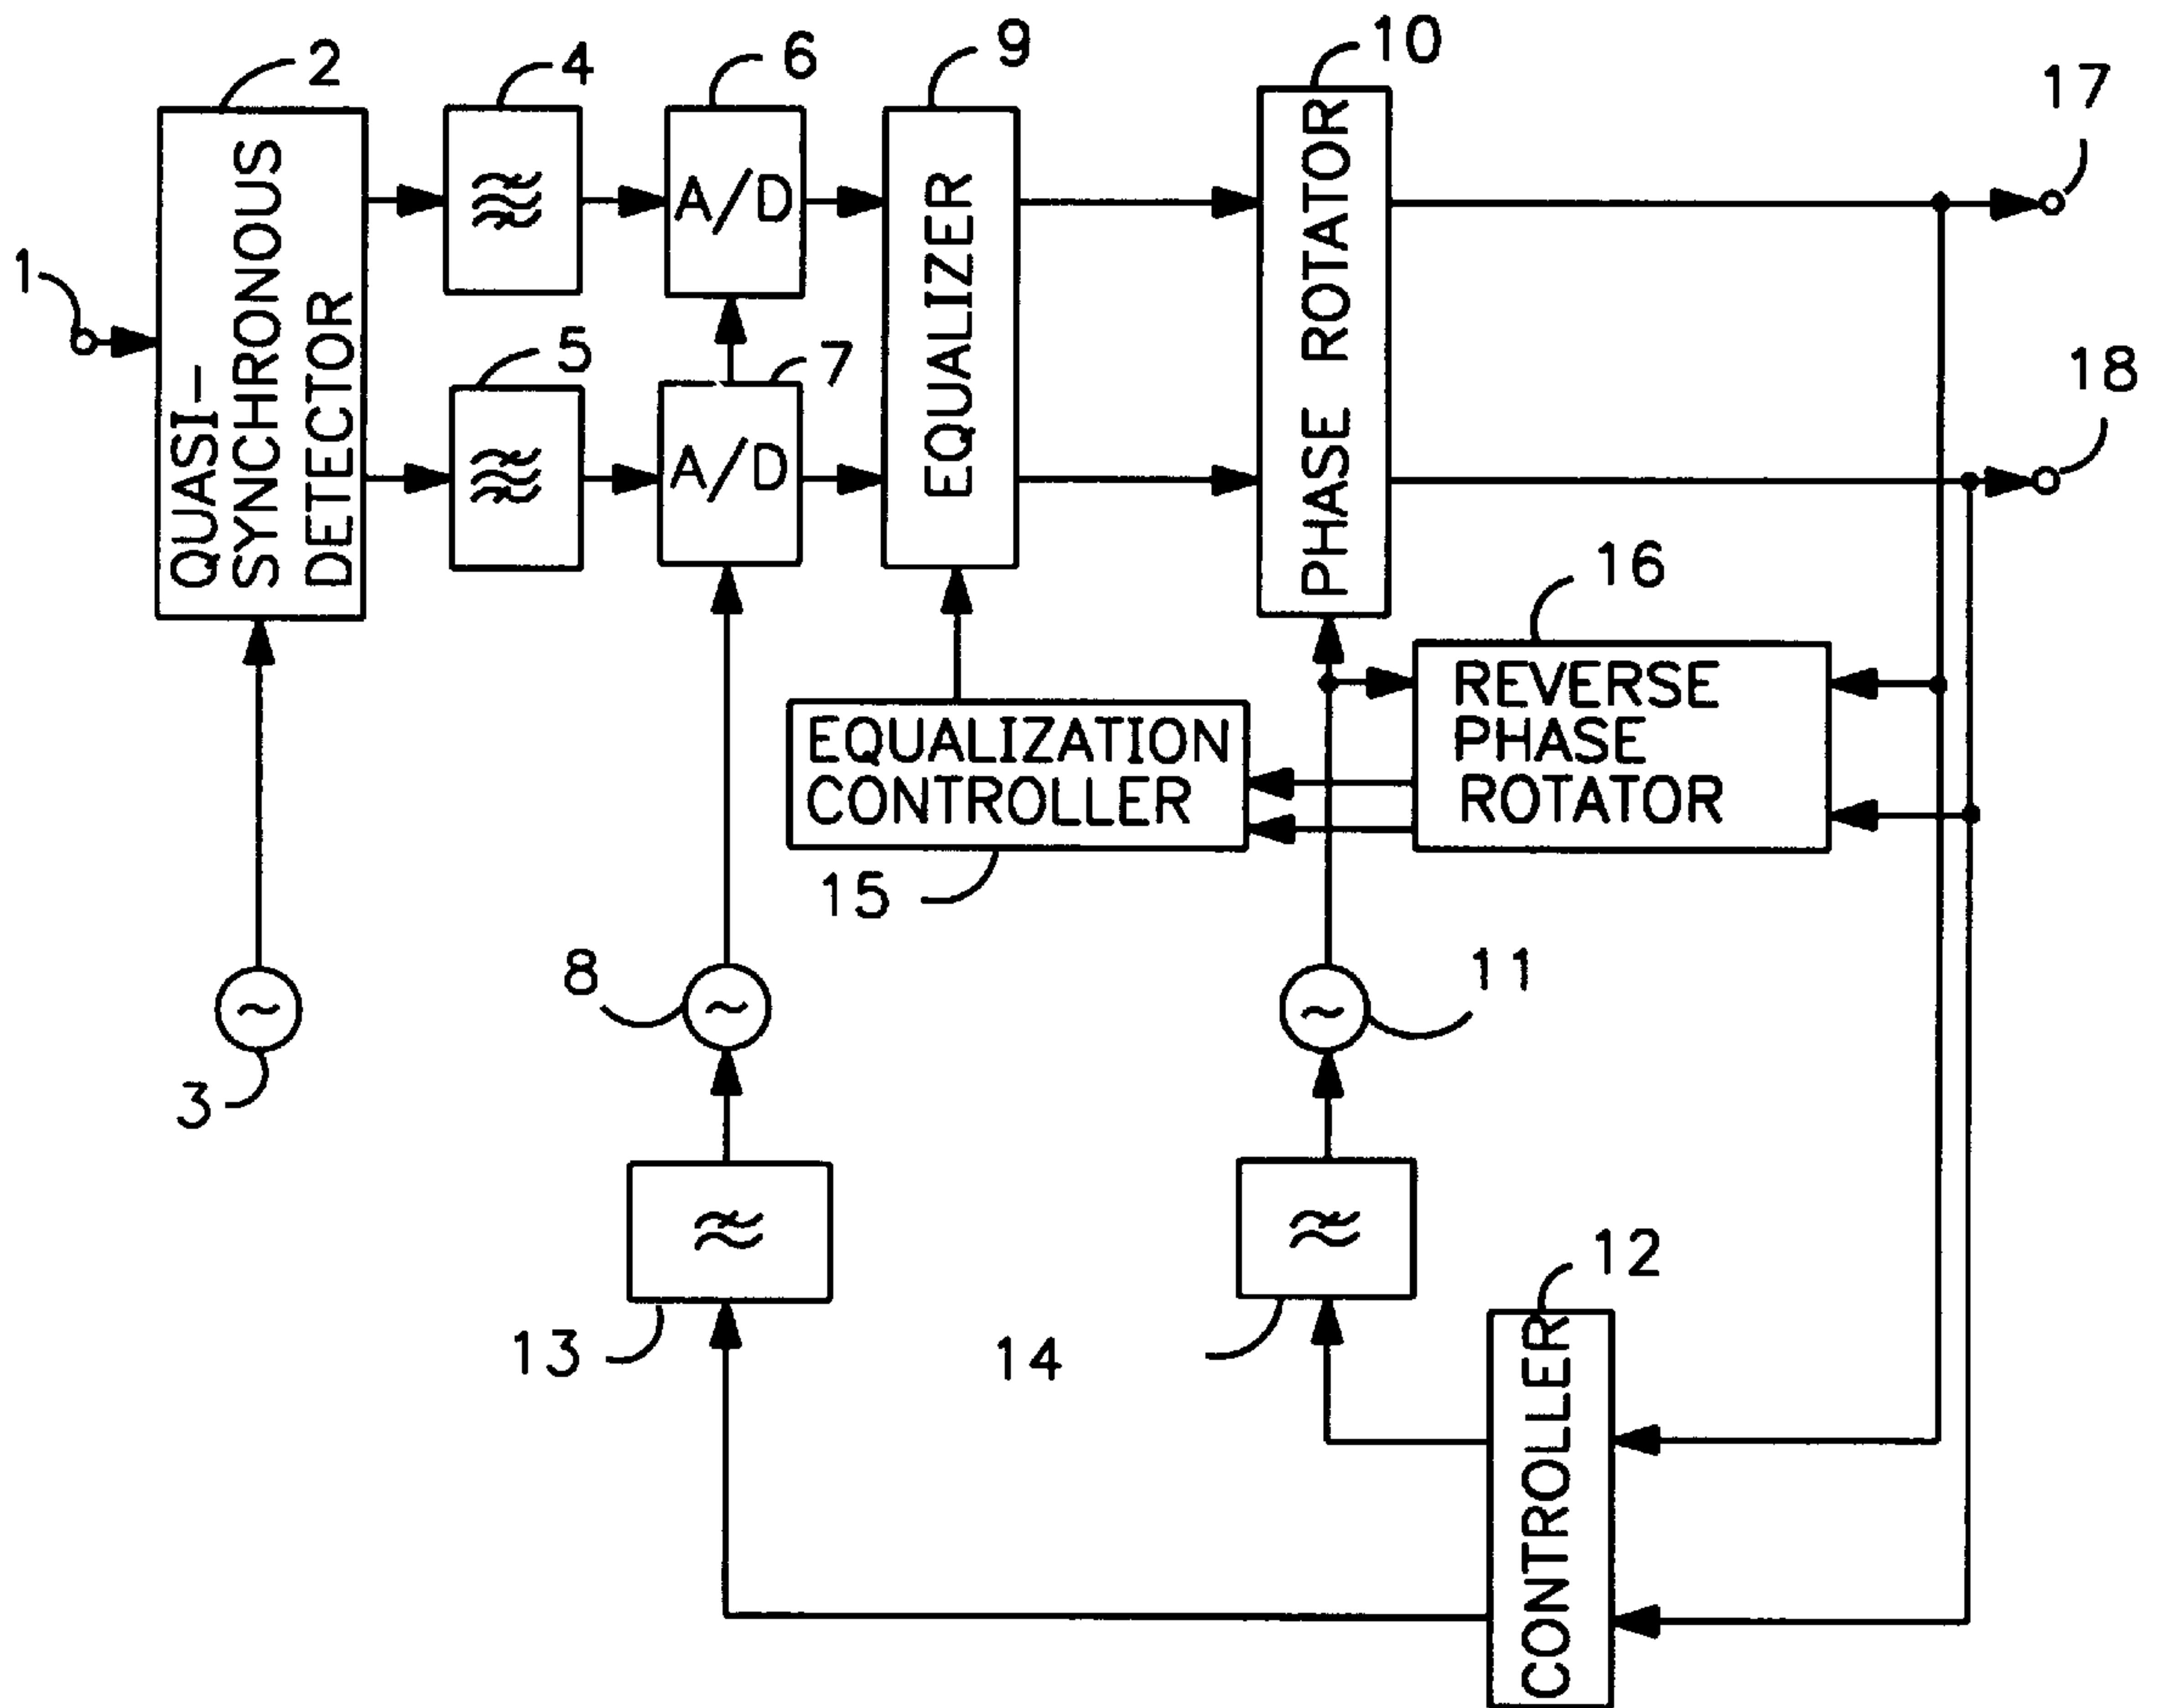 2
4
6
9
10
17
1
QUASI-
SYNCHRONOUS
DETECTOR
A/D
EQUALIZER
PHASE ROTATOR
5
7
A/D
18
16
REVERSE
PHASE
ROTATOR
EQUALIZATION
CONTROLLER
15
8
11
3
13
14
12
CONTROLLER